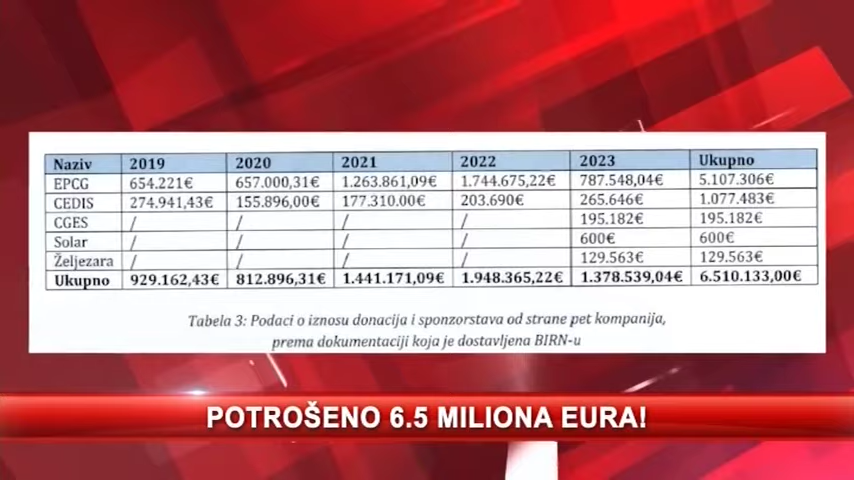 Naziv 2019 2020 2021 2022 2023 Ukupno
EPCG 654.221€ 657.000,31€ 1.263.861,09€ 1.744.675,22€ 787.548,04€ 5.107.306€
CEDIS 274.941,43€ 155.896,00€ 177.310.00€ 203.690€ 265.646€ 1.077.483€
CGES / / / / 195.182€ 195.182€
Solar / / / / 600€ 600€
Željezara / / / / 129.563€ 129.563€
Ukupno 929.162,43€ 812.896,31€ 1.441.171,09€ 1.948.365,22€ 1.378.539,04€ 6.510.133,00€
Tabela 3: Podaci o iznosu donacija i sponzorstava od strane pet kompanija,
prema dokumentaciji koja je dostavljena BIRN-u
POTROŠENO 6.5 MILIONA EURA!